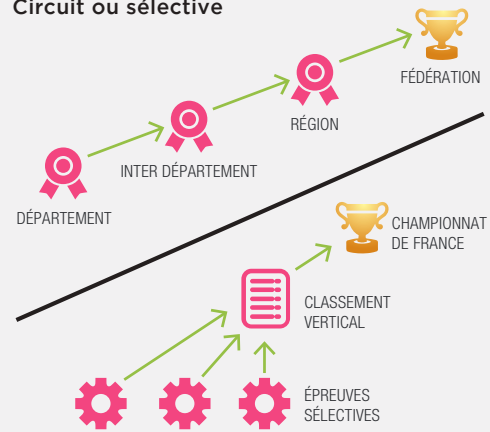 Circuit ou sélective
FÉDÉRATION
RÉGION
INTER DÉPARTEMENT
DÉPARTEMENT
CHAMPIONNAT
DE FRANCE
CLASSEMENT
VERTICAL
ÉPREUVES
SÉLECTIVES